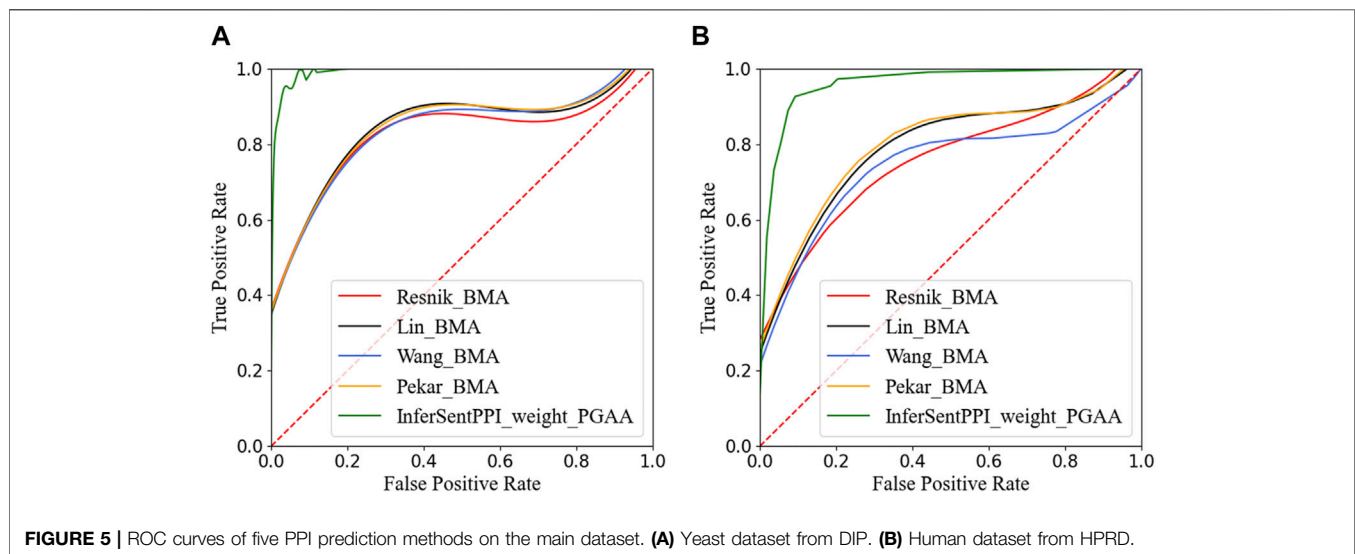 A
B
1.0
0.8
0.6
0.4
0.2
0.0
True Positive Rate
Resnik_BMA
Lin_BMA
Wang_BMA
Pekar_BMA
InferSentPPI_weight_PGAA
0.0 0.2 0.4 0.6 0.8 1.0
False Positive Rate
1.0
0.8
0.6
0.4
0.2
0.0
True Positive Rate
Resnik_BMA
Lin_BMA
Wang_BMA
Pekar_BMA
InferSentPPI_weight_PGAA
0.0 0.2 0.4 0.6 0.8 1.0
False Positive Rate
FIGURE 5 | ROC curves of five PPI prediction methods on the main dataset. (A) Yeast dataset from DIP. (B) Human dataset from HPRD.